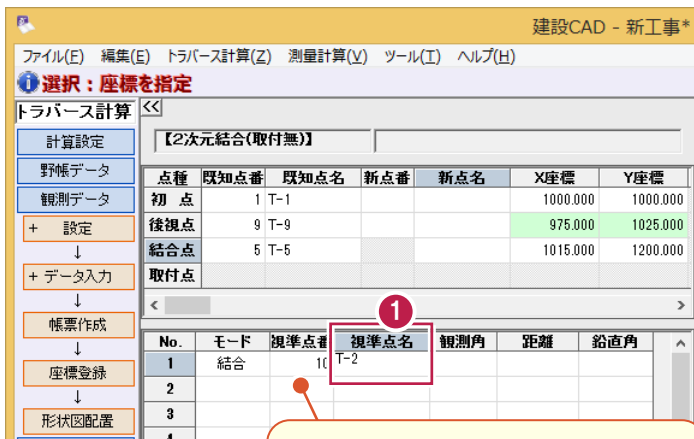 建設CAD - 新工事*
ファイル(F) 編集(E) トラバース計算(Z) 測量計算(V) ツール(T) ヘルプ(H)
選択：座標を指定
トラバース計算 <<
計算設定
野帳データ
観測データ
+ 設定
↓
+ データ入力
↓
帳票作成
↓
座標登録
↓
形状図配置
【2次元結合(取付無)】
点種 既知点番 既知点名 新点番 新点名 X座標 Y座標
初 点 1 T-1 1000.000 1000.000
後視点 9 T-9 975.000 1025.000
結合点 5 T-5 1015.000 1200.000
取付点
1
No. モード 視準点番 視準点名 観測角 距離 鉛直角
1 結合 10 T-2
2
3